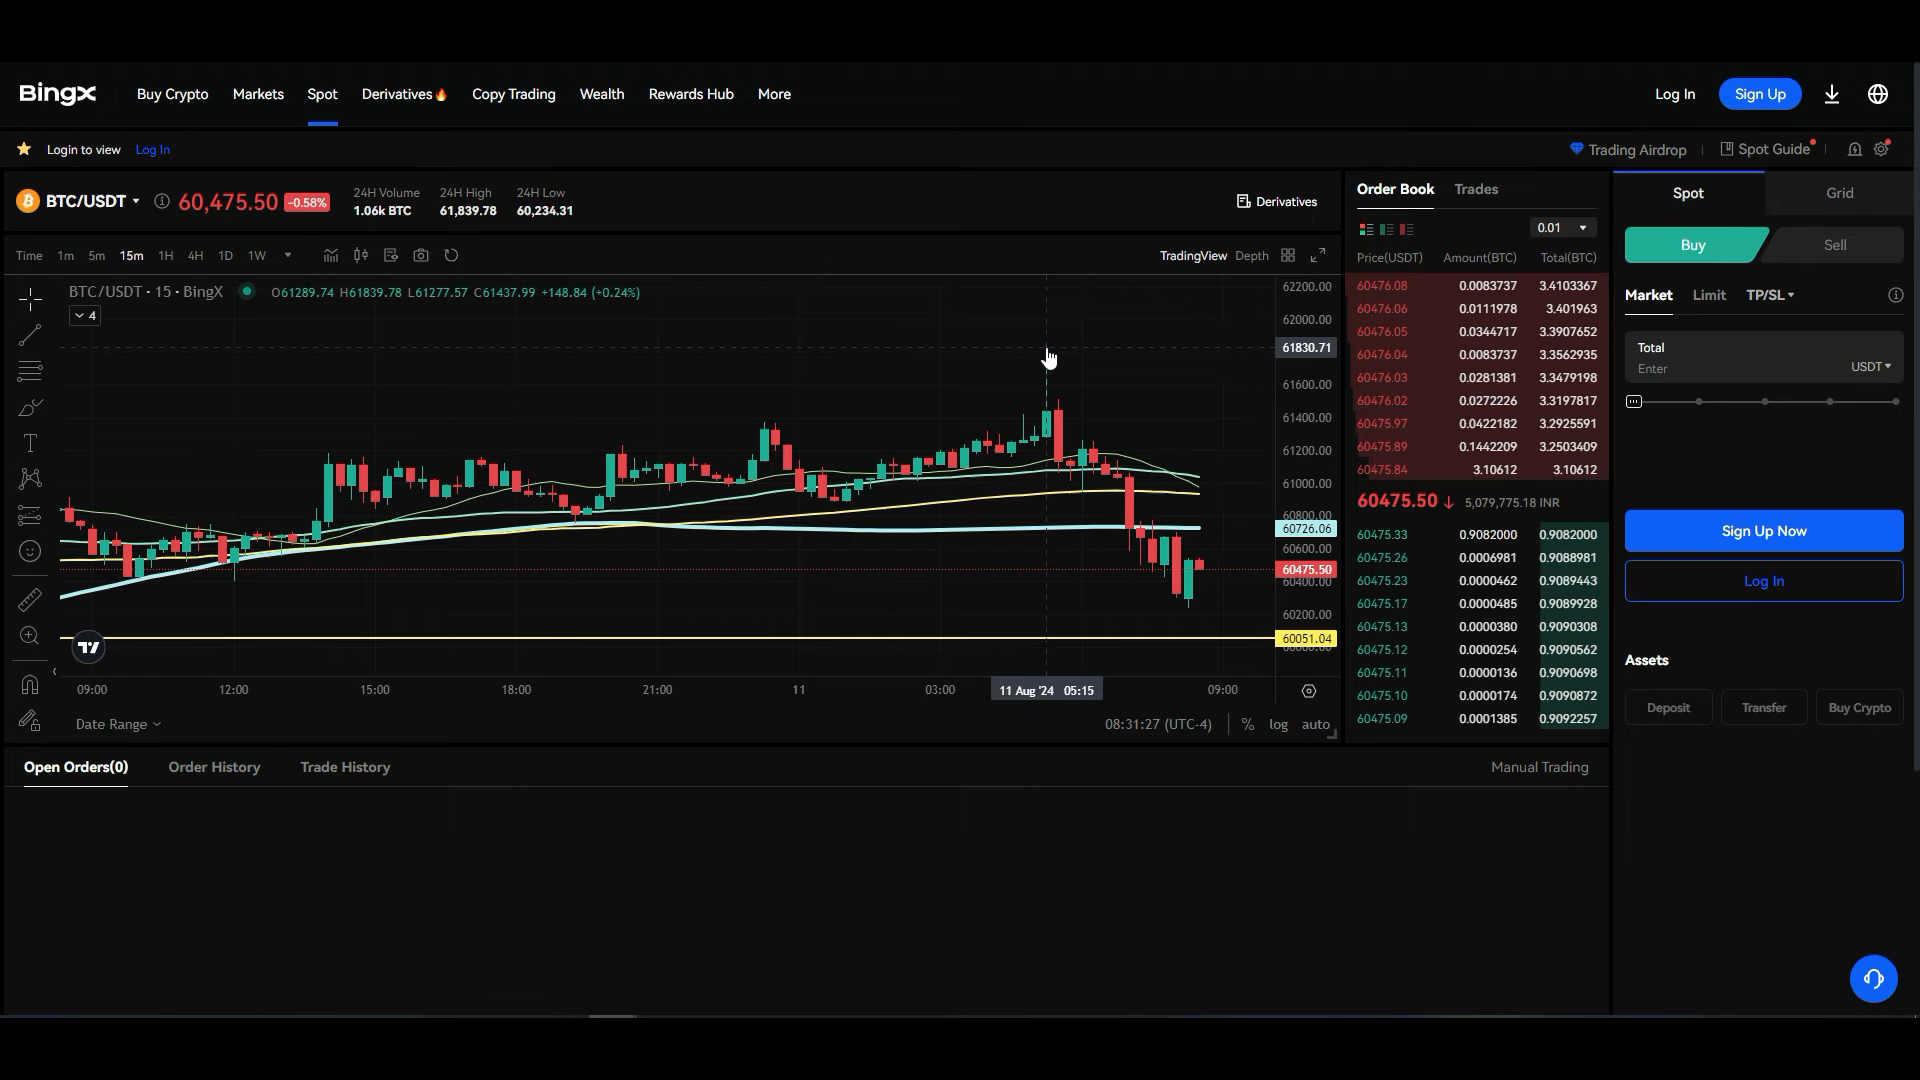 BingX Buy Crypto Markets Spot Derivatives🔥 Copy Trading Wealth Rewards Hub More Log In Sign Up
Login to view Log In Trading Airdrop Spot Guide
BTC/USDT 60,475.50 -0.58%
24H Volume 24H High 24H Low
1.06k BTC 61,839.78 60,234.31
Derivatives
Time 1m 5m 15m 1H 4H 1D 1W TradingView Depth
BTC/USDT · 15 · BingX O61289.74 H61839.78 L61277.57 C61437.99 +148.84 (+0.24%)
4
62200.00
62000.00
61830.71
61600.00
61400.00
61200.00
61000.00
60800.00
60726.06
60600.00
60475.50
60400.00
60200.00
60051.04
09:00 12:00 15:00 18:00 21:00 11 03:00 11 Aug '24 05:15 09:00
Date Range 08:31:27 (UTC-4) % log auto
Order Book Trades
0.01
Price(USDT) Amount(BTC) Total(BTC)
60476.08 0.0083737 3.4103367
60476.06 0.0111978 3.401963
60476.05 0.0344717 3.3907652
60476.04 0.0083737 3.3562935
60476.03 0.0281381 3.3479198
60476.02 0.0272226 3.3197817
60475.97 0.0422182 3.2925591
60475.89 0.1442209 3.2503409
60475.84 3.10612 3.10612
60475.50↓ 5,079,775.18 INR
60475.33 0.9082000 0.9082000
60475.26 0.0006981 0.9088981
60475.23 0.0000462 0.9089443
60475.17 0.0000485 0.9089928
60475.13 0.0000380 0.9090308
60475.12 0.0000254 0.9090562
60475.11 0.0000136 0.9090698
60475.10 0.0000174 0.9090872
60475.09 0.0001385 0.9092257
Spot Grid
Buy Sell
Market Limit TP/SL
Total
Enter USDT
Sign Up Now
Log In
Assets
Deposit Transfer Buy Crypto
Open Orders(0) Order History Trade History Manual Trading